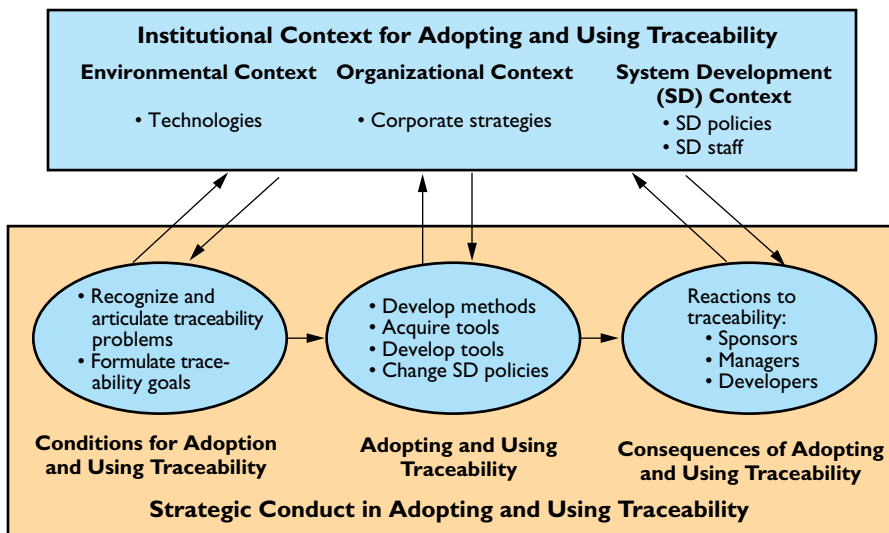 Institutional Context for Adopting and Using Traceability
Environmental Context
• Technologies
Organizational Context
• Corporate strategies
System Development
(SD) Context
• SD policies
• SD staff
• Recognize and
articulate traceability
problems
• Formulate trace-
ability goals
• Develop methods
• Acquire tools
• Develop tools
• Change SD policies
Reactions to
traceability:
• Sponsors
• Managers
• Developers
Conditions for Adoption
and Using Traceability
Adopting and Using
Traceability
Consequences of Adopting
and Using Traceability
Strategic Conduct in Adopting and Using Traceability